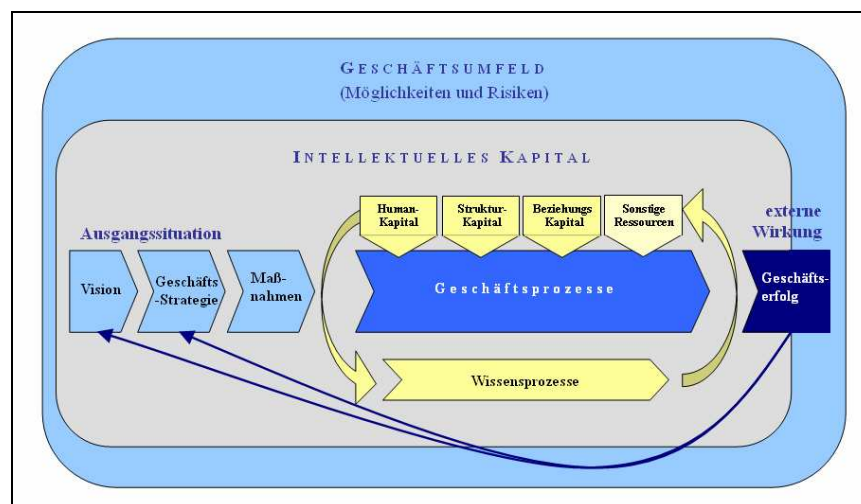 GESCHÄFTSUMFELD
(Möglichkeiten und Risiken)
INTELLEKTUELLES KAPITAL
Human-
Kapital
Struktur-
Kapital
Beziehungs
Kapital
Sonstige
Ressourcen
externe
Wirkung
Ausgangssituation
Vision
Geschäfts
-Strategie
Maß-
nahmen
Geschäftsprozesse
Geschäfts-
erfolg
Wissensprozesse